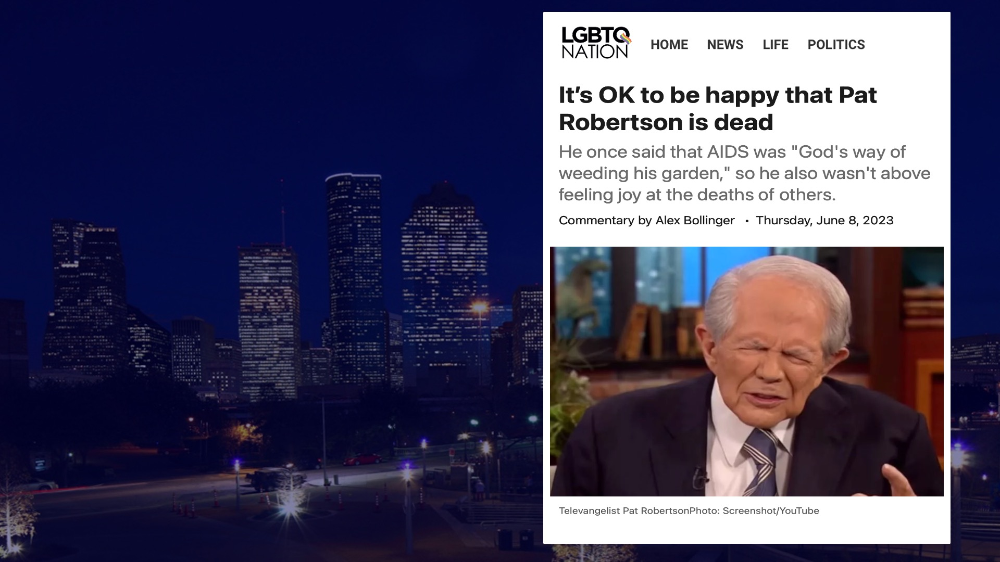 LGBTQ
NATION
HOME NEWS LIFE POLITICS
It's OK to be happy that Pat
Robertson is dead
He once said that AIDS was "God's way of
weeding his garden," so he also wasn't above
feeling joy at the deaths of others.
Commentary by Alex Bollinger • Thursday, June 8, 2023
Televangelist Pat RobertsonPhoto: Screenshot/YouTube